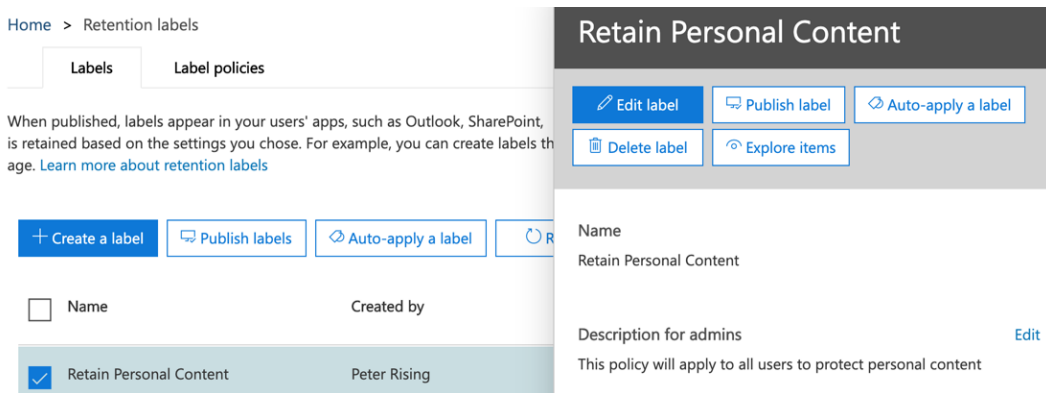 Home > Retention labels
Labels Label policies
When published, labels appear in your users' apps, such as Outlook, SharePoint,
is retained based on the settings you chose. For example, you can create labels th
age. Learn more about retention labels
+ Create a label Publish labels Auto-apply a label R
Name Created by
Retain Personal Content Peter Rising
Retain Personal Content
Edit label Publish label Auto-apply a label
Delete label Explore items
Name
Retain Personal Content
Description for admins Edit
This policy will apply to all users to protect personal content